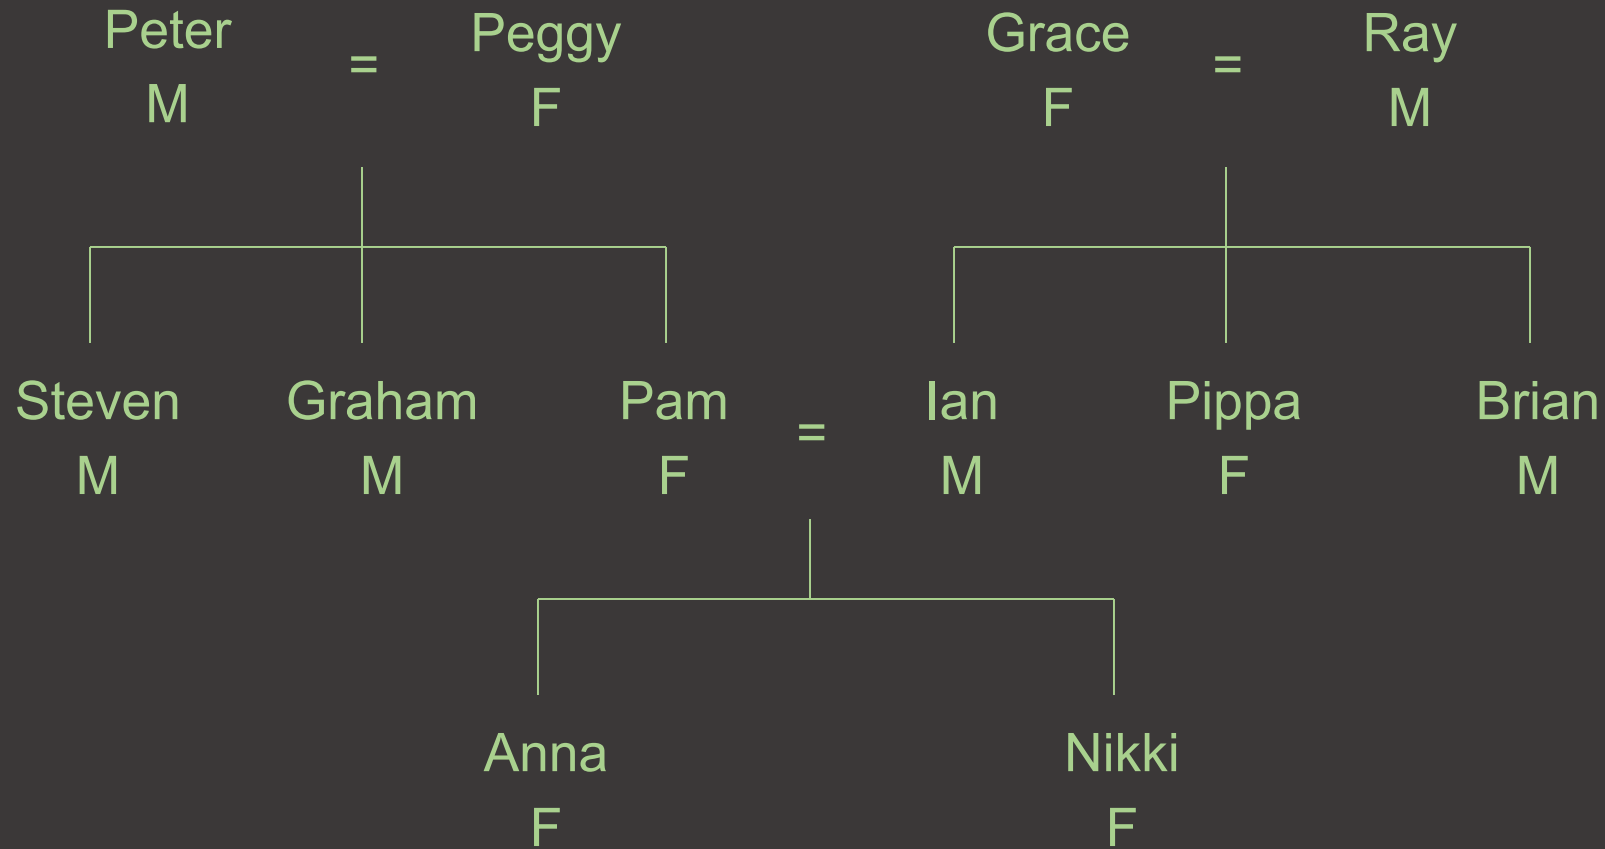 Peter = Peggy Grace = Ray
M F F M
Steven Graham Pam = Ian Pippa Brian
M M F M F M
Anna Nikki
F F